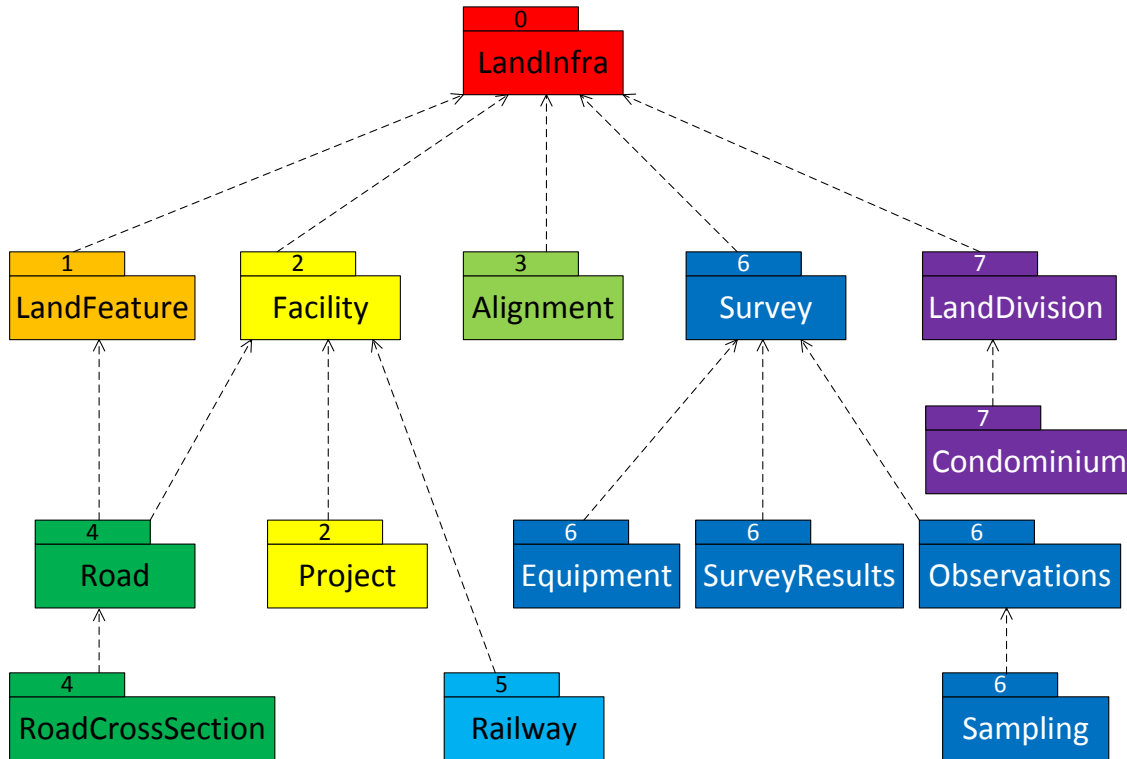 0
LandInfra
1
LandFeature
2
Facility
3
Alignment
6
Survey
7
LandDivision
7
Condominium
4
Road
2
Project
6
Equipment
6
SurveyResults
6
Observations
4
RoadCrossSection
5
Railway
6
Sampling